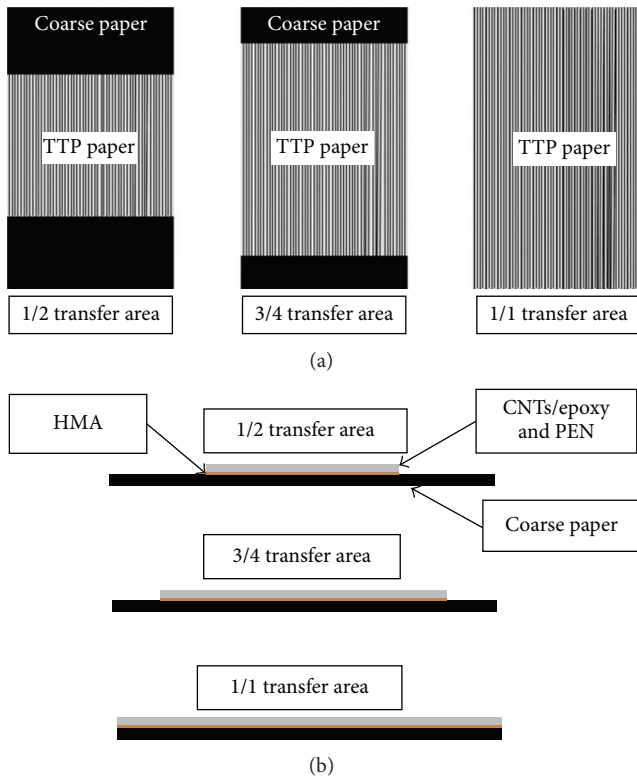 Coarse paper
TTP paper
1/2 transfer area
Coarse paper
TTP paper
3/4 transfer area
TTP paper
1/1 transfer area
(a)
HMA
1/2 transfer area
CNTs/epoxy
and PEN
Coarse paper
3/4 transfer area
1/1 transfer area
(b)